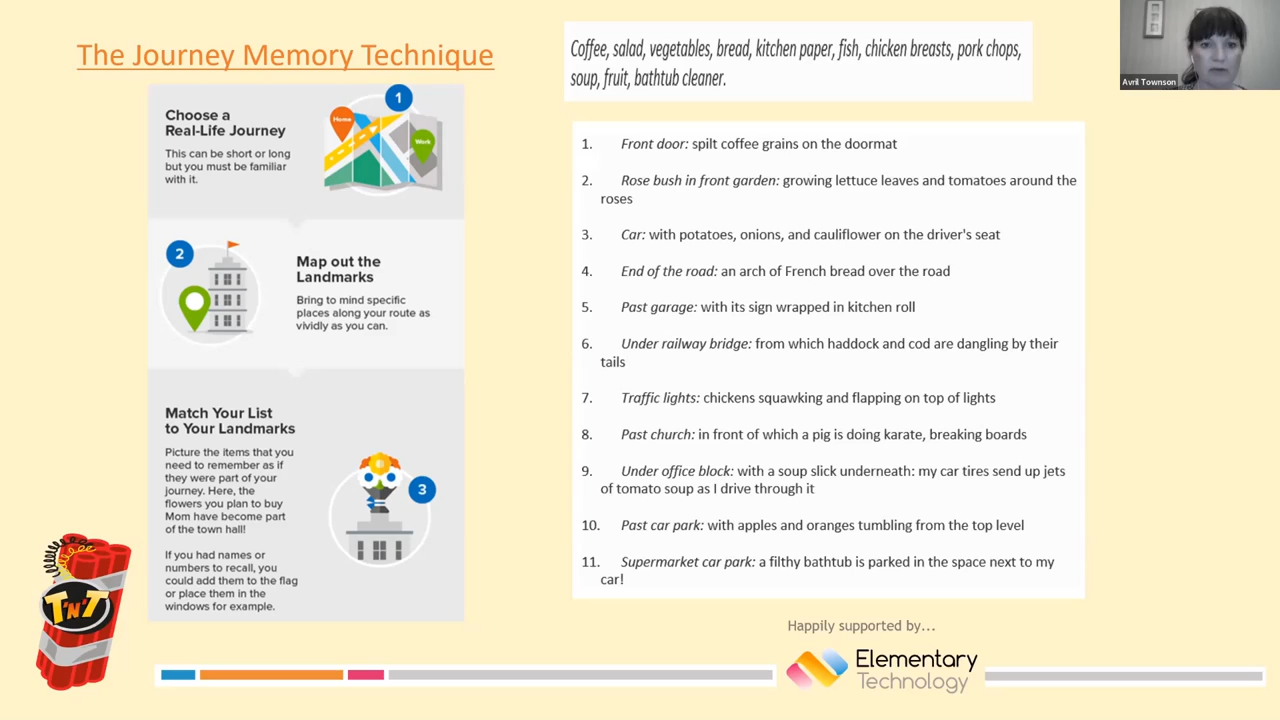 The Journey Memory Technique
Choose a
Real-Life Journey
This can be short or long
but you must be familiar
with it.
1
Home
Work
2
Map out the
Landmarks
Bring to mind specific
places along your route as
vividly as you can.
Match Your List
to Your Landmarks
Picture the items that you
need to remember as if
they were part of your
journey. Here, the
flowers you plan to buy
Mom have become part
of the town hall!
If you had names or
numbers to recall, you
could add them to the flag
or place them in the
windows for example.
3
T'N'T
Coffee, salad, vegetables, bread, kitchen paper, fish, chicken breasts, pork chops,
soup, fruit, bathtub cleaner.
1. Front door: spilt coffee grains on the doormat
2. Rose bush in front garden: growing lettuce leaves and tomatoes around the
roses
3. Car: with potatoes, onions, and cauliflower on the driver's seat
4. End of the road: an arch of French bread over the road
5. Past garage: with its sign wrapped in kitchen roll
6. Under railway bridge: from which haddock and cod are dangling by their
tails
7. Traffic lights: chickens squawking and flapping on top of lights
8. Past church: in front of which a pig is doing karate, breaking boards
9. Under office block: with a soup slick underneath: my car tires send up jets
of tomato soup as I drive through it
10. Past car park: with apples and oranges tumbling from the top level
11. Supermarket car park: a filthy bathtub is parked in the space next to my
car!
Happily supported by...
Elementary
Technology
Avril Townson